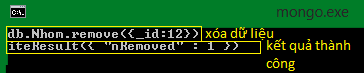 mongo.exe
db.Nhom.remove({_id:12}) xóa dữ liệu
iteResult({ "nRemoved" : 1 }) kết quả thành
công